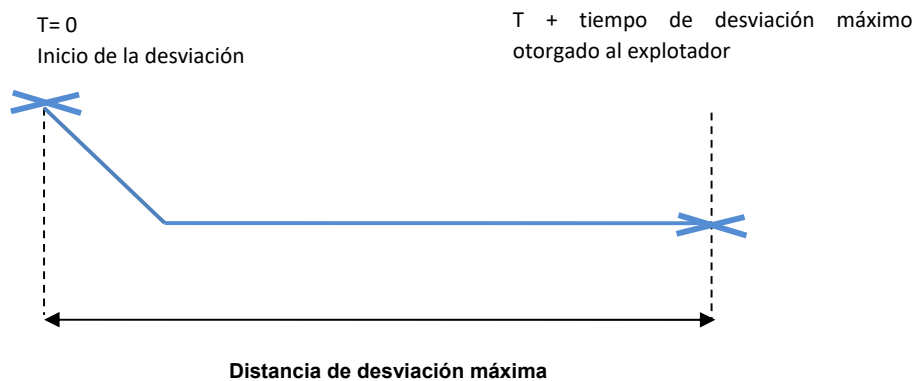 T= 0
Inicio de la desviación
T + tiempo de desviación máximo
otorgado al explotador
Distancia de desviación máxima